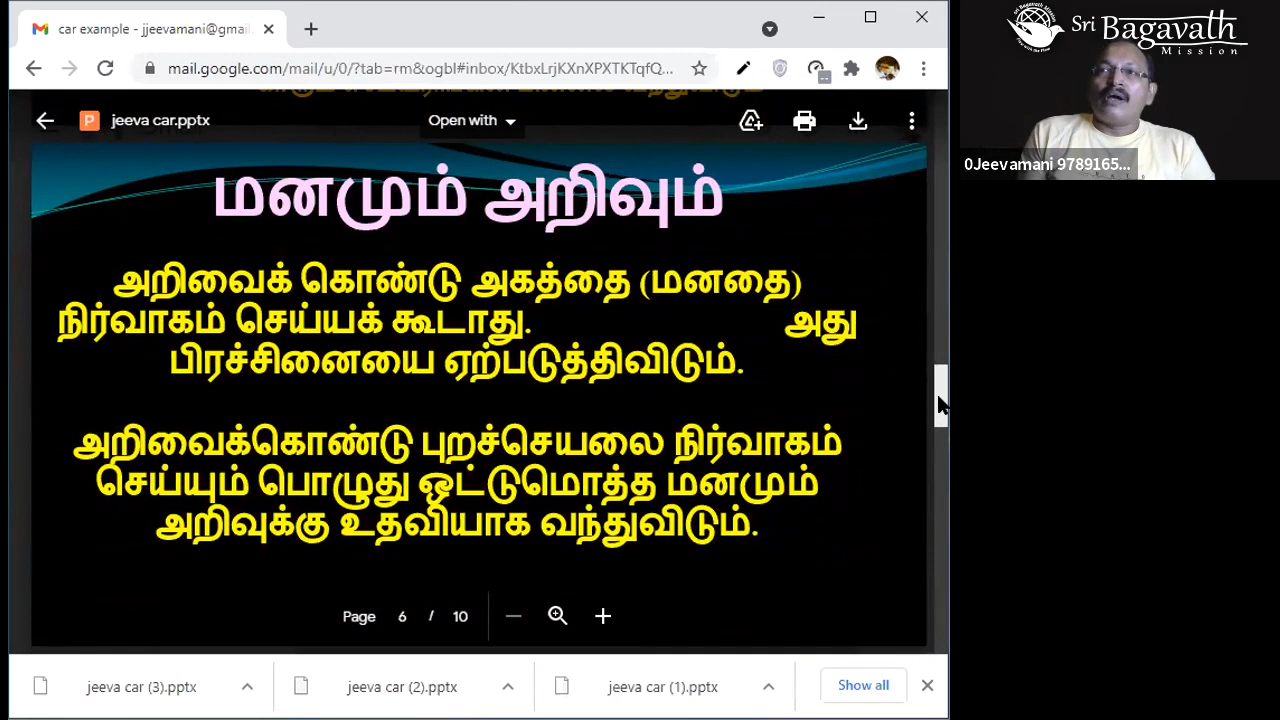 car example - jjeevamani@gmail
mail.google.com/mail/u/0/?tab=rm&ogbl#inbox/KtbxLrjKXnXPXTKTqfQ...
Sri Bagavath
Mission
jeeva car.pptx
Open with
0Jeevamani 9789165...
மனமும் அறிவும்
அறிவைக் கொண்டு அகத்தை (மனதை)
நிர்வாகம் செய்யக் கூடாது. அது
பிரச்சினையை ஏற்படுத்திவிடும்.
அறிவைக்கொண்டு புறச்செயலை நிர்வாகம்
செய்யும் பொழுது ஒட்டுமொத்த மனமும்
அறிவுக்கு உதவியாக வந்துவிடும்.
Page 6 / 10
jeeva car (3).pptx
jeeva car (2).pptx
jeeva car (1).pptx
Show all